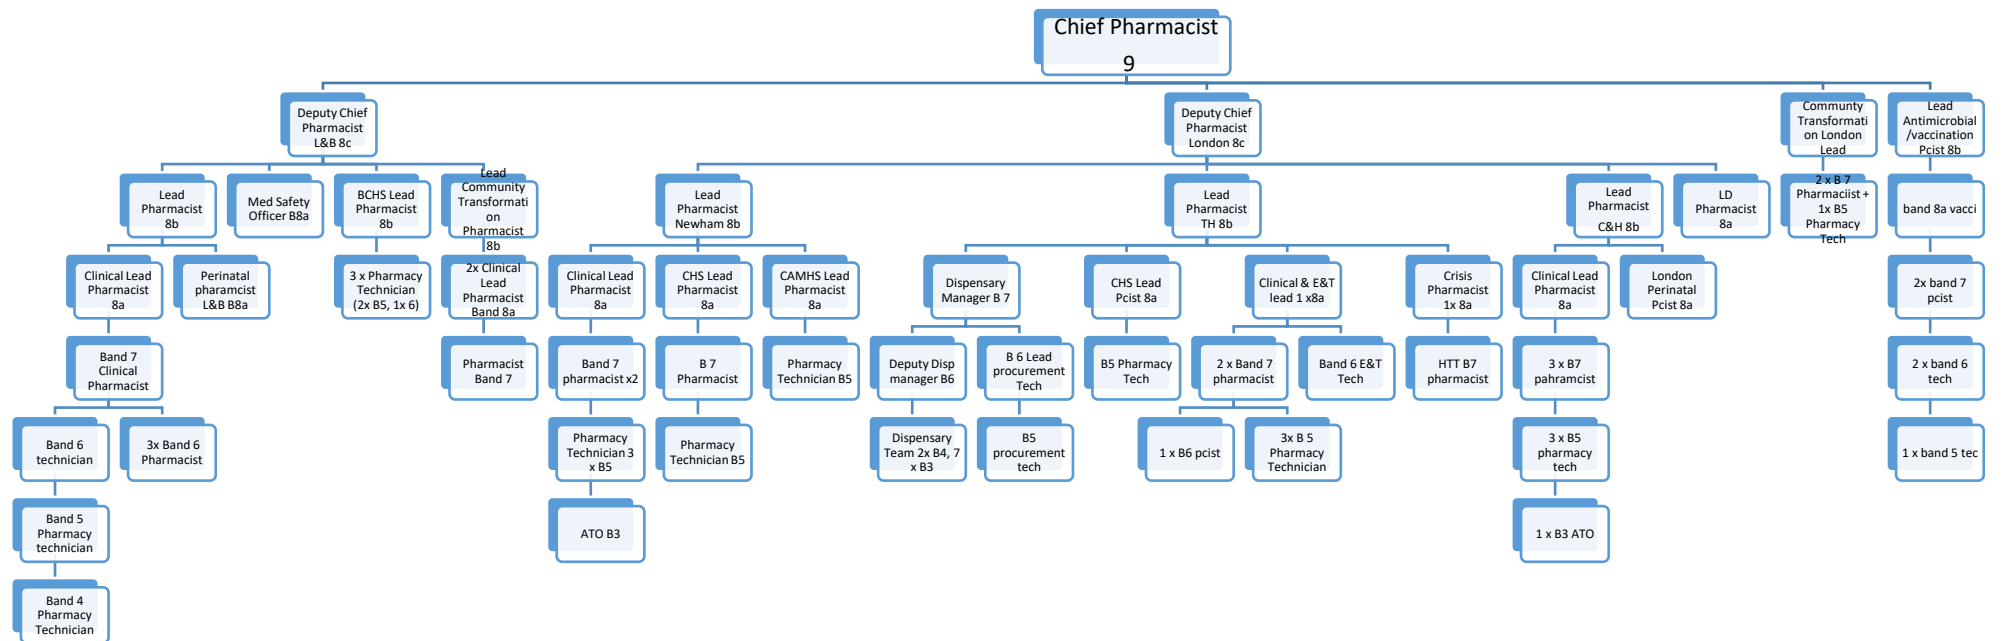 Chief Pharmacist
9
Deputy Chief
Pharmacist
L&B 8c
Deputy Chief
Pharmacist
London 8c
Communty
Transformati
on London
Lead
Lead
Antimicrobial
/vaccination
Pcist 8b
Lead
Pharmacist
8b
Med Safety
Officer B8a
BCHS Lead
Pharmacist
8b
Lead
Community
Transformati
on
Pharmacist
8b
Lead
Pharmacist
Newham 8b
Lead
Pharmacist
TH 8b
Lead
Pharmacist
C&H 8b
LD
Pharmacist
8a
2 x B 7
Pharmaciist +
1x B5
Pharmacy
Tech
band 8a vacci
Clinical Lead
Pharmacist
8a
Perinatal
pharamcist
L&B B8a
3 x Pharmacy
Technician
(2x B5, 1x 6)
2x Clinical
Lead
Pharmacist
Band 8a
Clinical Lead
Pharmacist
8a
CHS Lead
Pharmacist
8a
CAMHS Lead
Pharmacist
8a
Dispensary
Manager B 7
CHS Lead
Pcist 8a
Clinical & E&T
lead 1 x8a
Crisis
Pharmacist
1x 8a
Clinical Lead
Pharmacist
8a
London
Perinatal
Pcist 8a
2x band 7
pcist
Band 7
Clinical
Pharmacist
Pharmacist
Band 7
Band 7
pharmacist x2
B 7
Pharmacist
Pharmacy
Technician B5
Deputy Disp
manager B6
B 6 Lead
procurement
Tech
B5 Pharmacy
Tech
2 x Band 7
pharmacist
Band 6 E&T
Tech
HTT B7
pharmacist
3 x B7
pahramcist
2 x band 6
tech
Band 6
technician
3x Band 6
Pharmacist
Pharmacy
Technician 3
x B5
Pharmacy
Technician B5
Dispensary
Team 2x B4, 7
x B3
B5
procurement
tech
1 x B6 pcist
3x B 5
Pharmacy
Technician
3 x B5
pharmacy
tech
1 x band 5 tec
Band 5
Pharmacy
technician
ATO B3
1 x B3 ATO
Band 4
Pharmacy
Technician